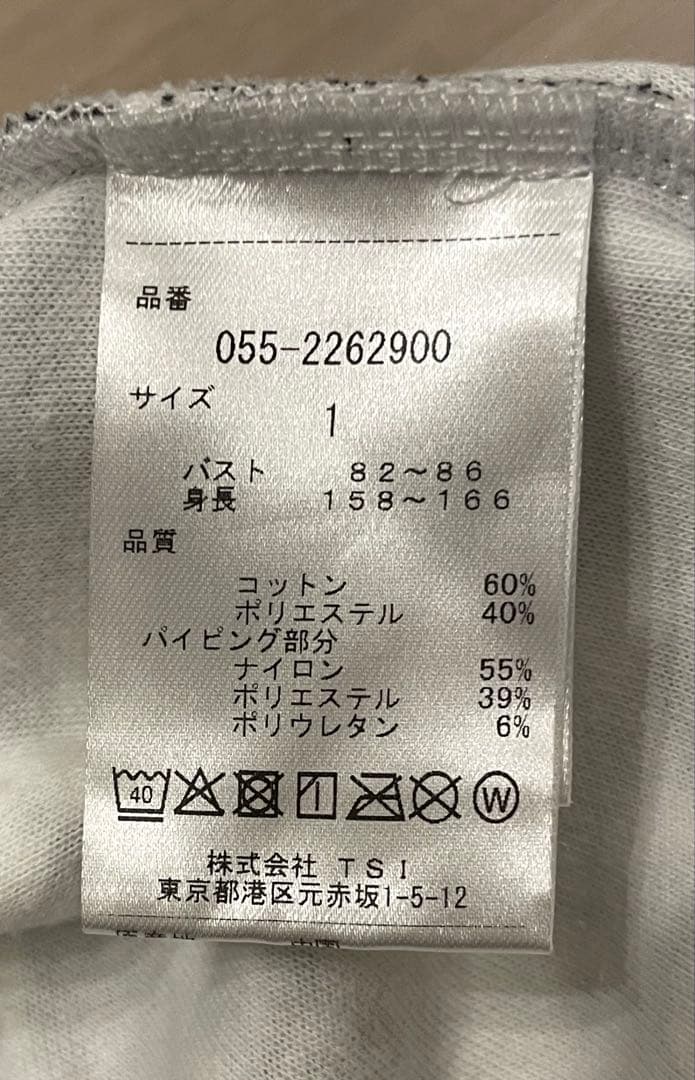 品番
055-2262900
サイズ
1
バスト 82～86
身長 158～166
品質
コットン 60%
ポリエステル 40%
パイピング部分
ナイロン 55%
ポリエステル 39%
ポリウレタン 6%
40 W
株式会社 TSI
東京都港区元赤坂1-5-12